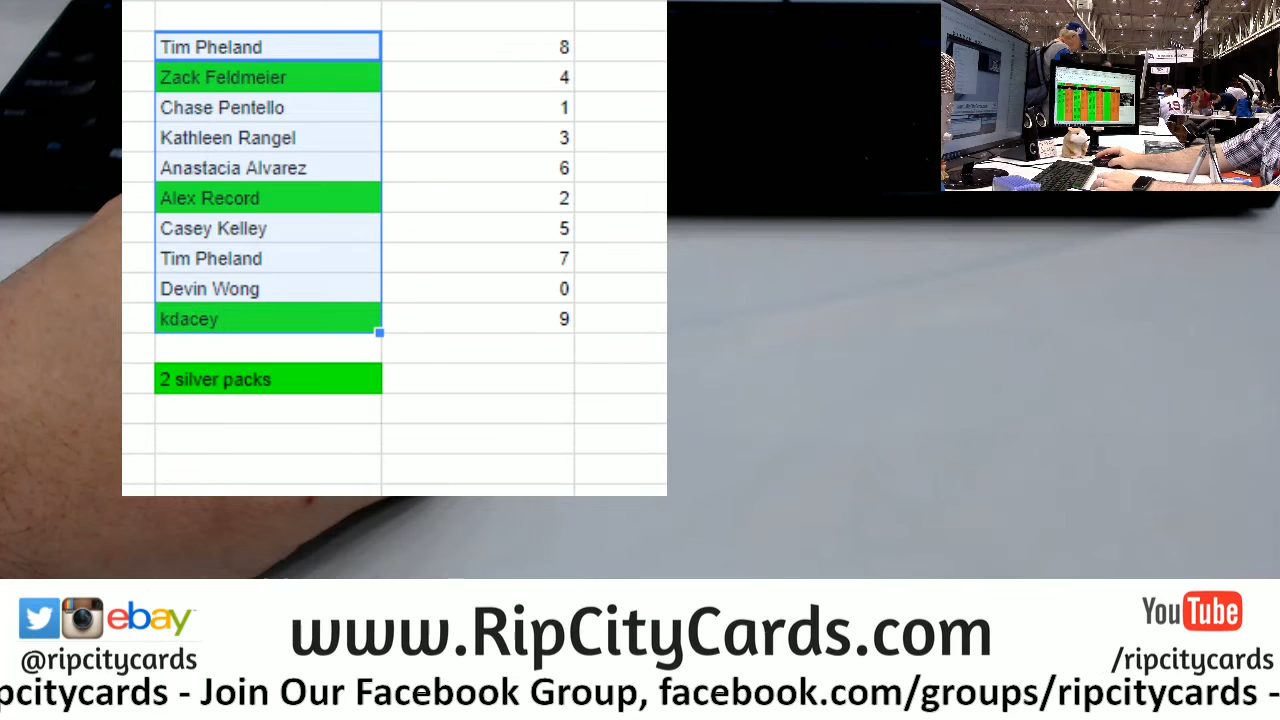 Tim Pheland 8
Zack Feldmeier 4
Chase Pentello 1
Kathleen Rangel 3
Anastacia Alvarez 6
Alex Record 2
Casey Kelley 5
Tim Pheland 7
Devin Wong 0
kdacey 9
2 silver packs
ebay
@ripcitycards
www.RipCityCards.com
YouTube
/ripcitycards
pcitycards - Join Our Facebook Group, facebook.com/groups/ripcitycards -